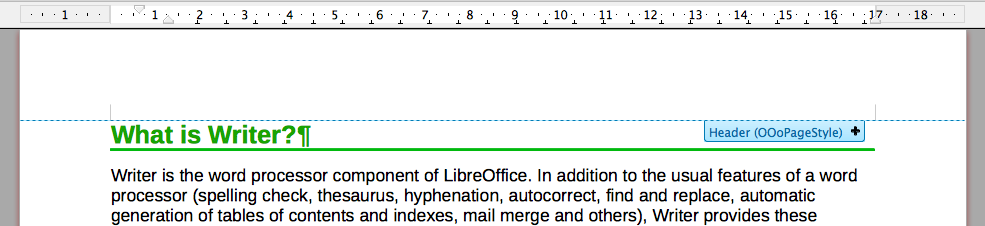 1 1 2 3 4 5 6 7 8 9 10 11 12 13 14 15 16 17 18
What is Writer?¶
Header (OOoPageStyle) +
Writer is the word processor component of LibreOffice. In addition to the usual features of a word
processor (spelling check, thesaurus, hyphenation, autocorrect, find and replace, automatic
generation of tables of contents and indexes, mail merge and others), Writer provides these